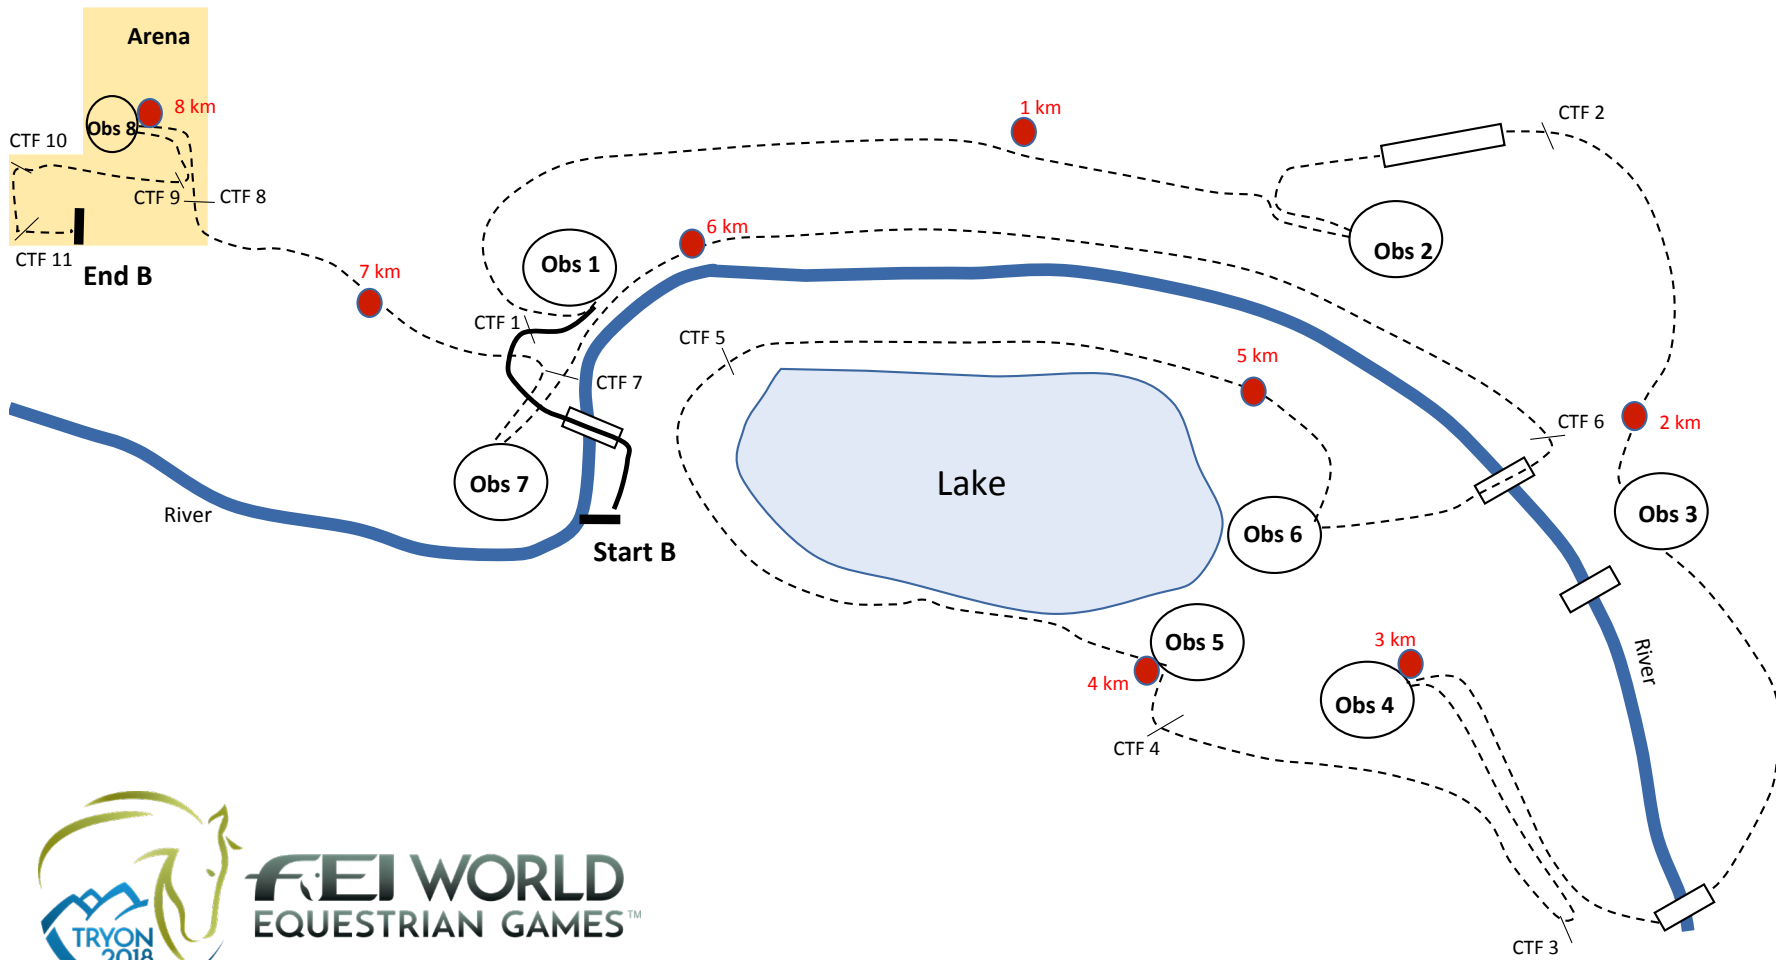 Arena
8 km
Obs 8
CTF 10
CTF 9
CTF 8
CTF 11
End B
7 km
1 km
CTF 2
6 km
Obs 1
Obs 2
CTF 1
CTF 5
5 km
CTF 7
2 km
CTF 6
Obs 7
Lake
River
Obs 3
Obs 6
Start B
Obs 5
3 km
River
4 km
Obs 4
CTF 4
CTF 3
FEI WORLD
EQUESTRIAN GAMES™
TRYON
2018